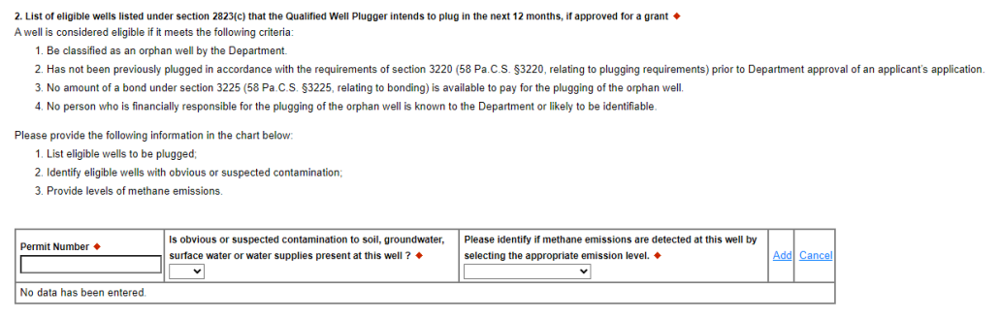 2. List of eligible wells listed under section 2823(c) that the Qualified Well Plugger intends to plug in the next 12 months, if approved for a grant ♦
A well is considered eligible if it meets the following criteria:
1. Be classified as an orphan well by the Department.
2. Has not been previously plugged in accordance with the requirements of section 3220 (58 Pa.C.S. §3220, relating to plugging requirements) prior to Department approval of an applicant's application.
3. No amount of a bond under section 3225 (58 Pa.C.S. §3225, relating to bonding) is available to pay for the plugging of the orphan well.
4. No person who is financially responsible for the plugging of the orphan well is known to the Department or likely to be identifiable.
Please provide the following information in the chart below:
1. List eligible wells to be plugged;
2. Identify eligible wells with obvious or suspected contamination;
3. Provide levels of methane emissions.
Permit Number ♦
Is obvious or suspected contamination to soil, groundwater,
surface water or water supplies present at this well ? ♦
Please identify if methane emissions are detected at this well by
selecting the appropriate emission level. ♦
Add Cancel
No data has been entered.